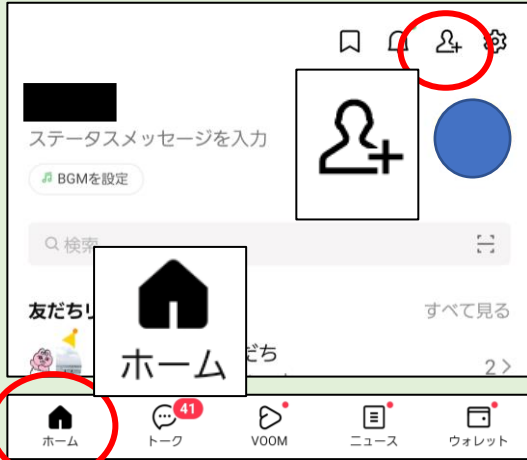 ステータスメッセージを入力
BGMを設定
検索
友だちリ
すべて見る
だち
2
ホーム
41
ホーム
トーク
VOOM
ニュース
ウォレット